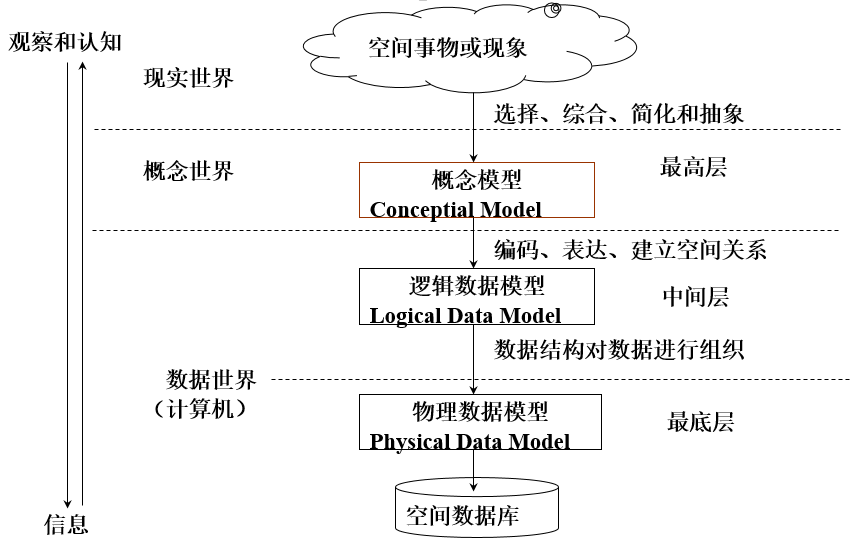 观察和认知
空间事物或现象
现实世界
选择、综合、简化和抽象
概念世界
概念模型
Conceptial Model
最高层
编码、表达、建立空间关系
逻辑数据模型
Logical Data Model
中间层
数据结构对数据进行组织
数据世界
（计算机）
物理数据模型
Physical Data Model
最底层
空间数据库
信息